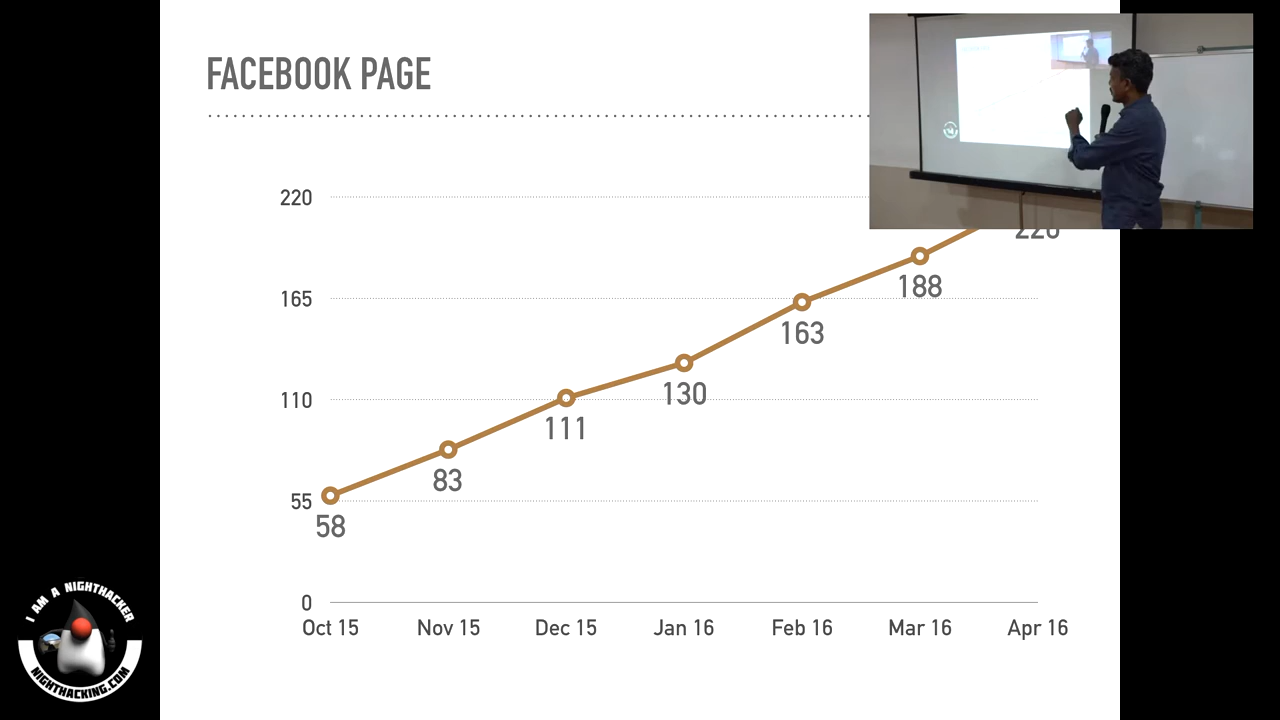 FACEBOOK PAGE
220
165
110
55
0
58
83
111
130
163
188
220
Oct 15
Nov 15
Dec 15
Jan 16
Feb 16
Mar 16
Apr 16
I AM A NIGHTHACKER
NIGHTHACKING.COM